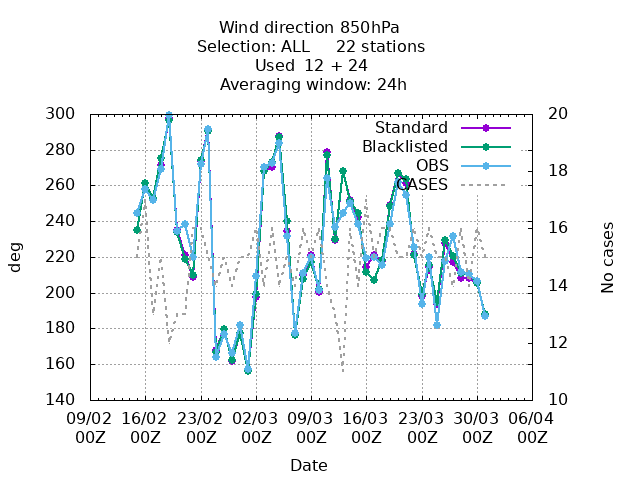 Wind direction 850hPa
Selection: ALL     22 stations
Used  12 + 24
Averaging window: 24h
Standard
Blacklisted
OBS
CASES
300
280
260
240
220
200
180
160
140
deg
20
18
16
14
12
10
No cases
09/02 16/02 23/02 02/03 09/03 16/03 23/03 30/03 06/04
00Z 00Z 00Z 00Z 00Z 00Z 00Z 00Z 00Z
Date